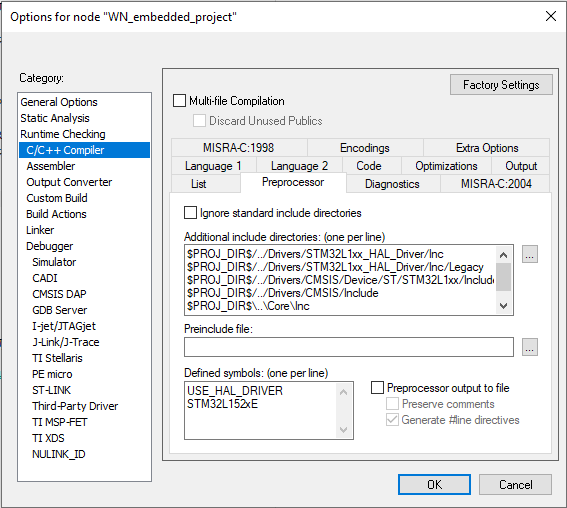 Options for node "WN_embedded_project"
Category:
General Options
Static Analysis
Runtime Checking
C/C++ Compiler
Assembler
Output Converter
Custom Build
Build Actions
Linker
Debugger
Simulator
CADI
CMSIS DAP
GDB Server
I-jet/JTAGjet
J-Link/J-Trace
TI Stellaris
PE micro
ST-LINK
Third-Party Driver
TI MSP-FET
TI XDS
NULINK_ID
Factory Settings
Multi-file Compilation
Discard Unused Publics
MISRA-C:1998 Encodings Extra Options
Language 1 Language 2 Code Optimizations Output
List Preprocessor Diagnostics MISRA-C:2004
Ignore standard include directories
Additional include directories: (one per line)
$PROJ_DIR$/../Drivers/STM32L1xx_HAL_Driver/Inc
$PROJ_DIR$/../Drivers/STM32L1xx_HAL_Driver/Inc/Legacy
$PROJ_DIR$/../Drivers/CMSIS/Device/ST/STM32L1xx/Include
$PROJ_DIR$/../Drivers/CMSIS/Include
$PROJ_DIR$\..\Core\Inc
...
Preinclude file:
...
Defined symbols: (one per line)
USE_HAL_DRIVER
STM32L152xE
Preprocessor output to file
Preserve comments
Generate #line directives
OK Cancel